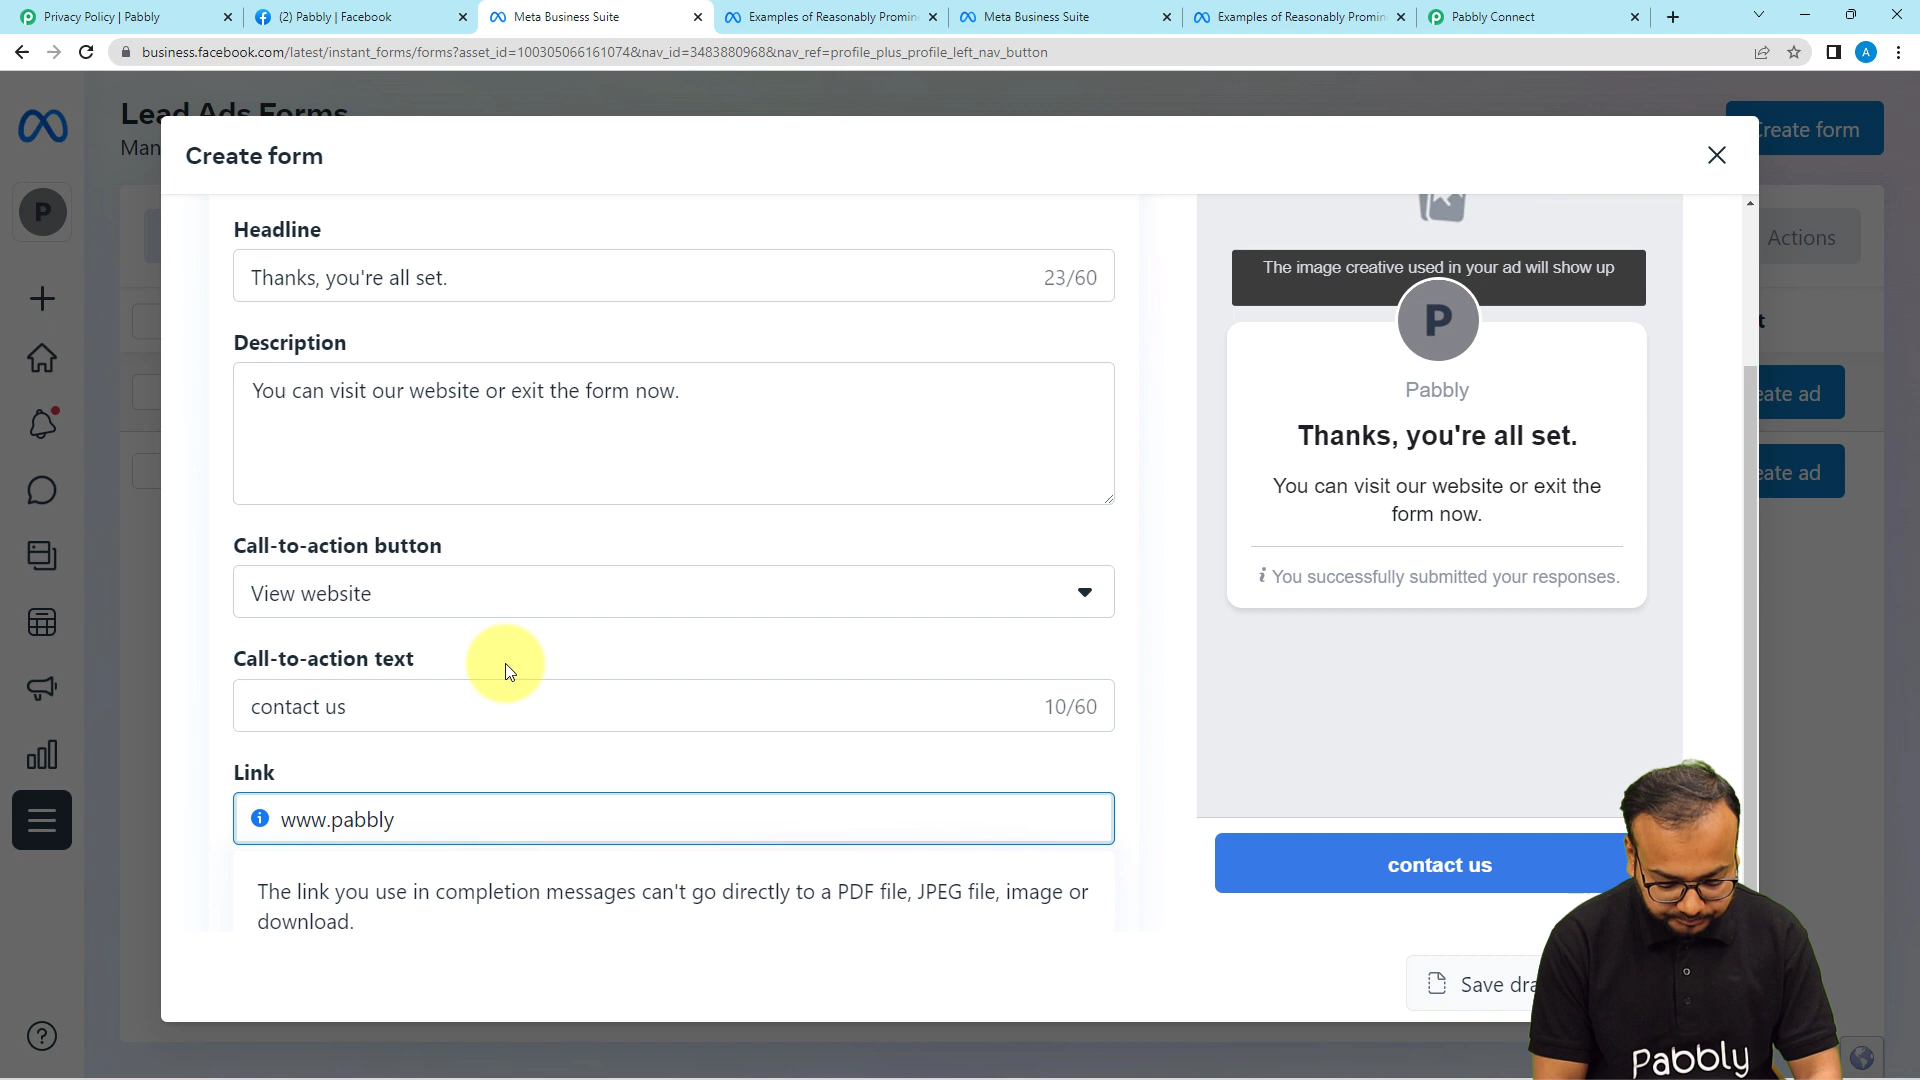 Privacy Policy | Pabbly
(2) Pabbly | Facebook
Meta Business Suite
Examples of Reasonably Promin
Meta Business Suite
Examples of Reasonably Promin
Pabbly Connect
business.facebook.com/latest/instant_forms/forms?asset_id=100305066161074&nav_id=3483880968&nav_ref=profile_plus_profile_left_nav_button
A
Lead Ads Forms
Create form
Create form
P
Actions
Headline
Thanks, you're all set.
23/60
Description
You can visit our website or exit the form now.
Call-to-action button
View website
Call-to-action text
contact us
10/60
Link
www.pabbly
The link you use in completion messages can't go directly to a PDF file, JPEG file, image or
download.
The image creative used in your ad will show up
P
Pabbly
Thanks, you're all set.
You can visit our website or exit the
form now.
You successfully submitted your responses.
contact us
eate ad
eate ad
Save dra
Pabbly